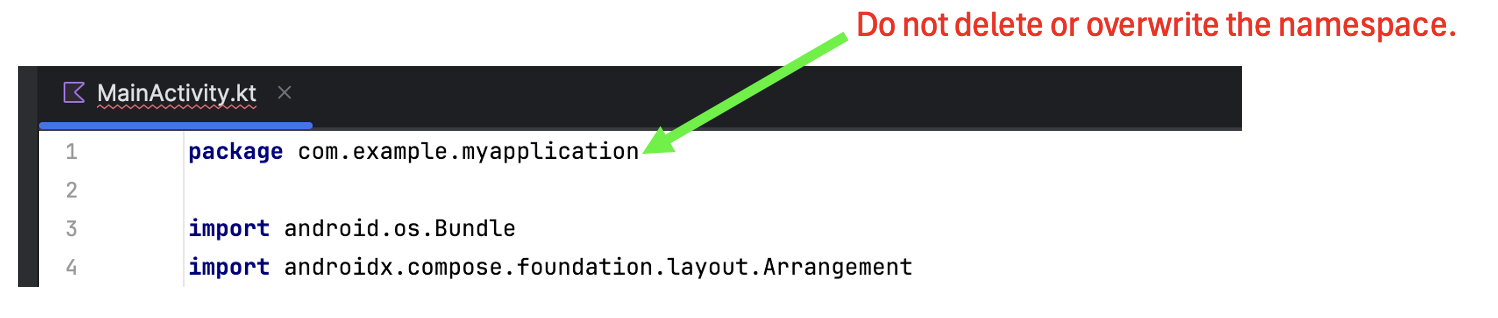 Do not delete or overwrite the namespace.
MainActivity.kt ×
1 package com.example.myapplication
2
3 import android.os.Bundle
4 import androidx.compose.foundation.layout.Arrangement